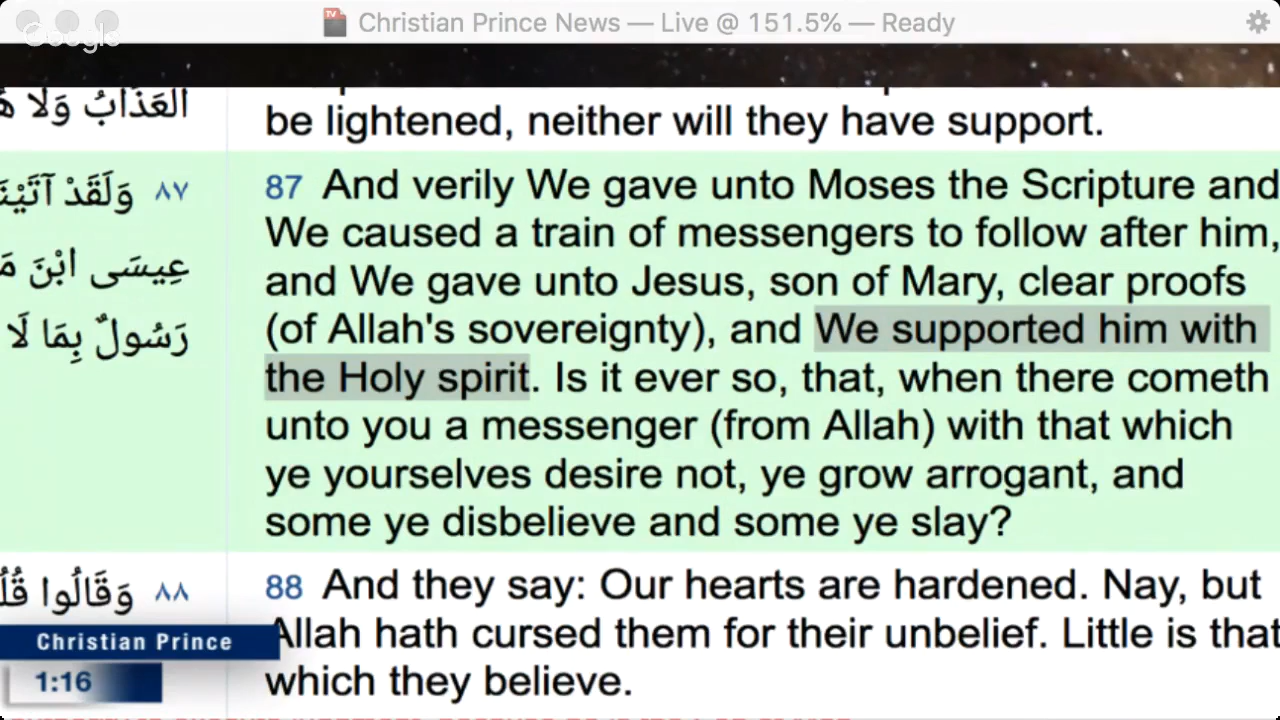 Christian Prince News — Live @ 151.5% — Ready
Google
العَذَابُ وَلَا
be lightened, neither will they have support.
٨٧ وَلَقَدْ آتَيْنَا
87 And verily We gave unto Moses the Scripture and
We caused a train of messengers to follow after him,
عِيسَى ابْنَ
and We gave unto Jesus, son of Mary, clear proofs
(of Allah's sovereignty), and We supported him with
رَسُولٌ بِمَا لَا
the Holy spirit. Is it ever so, that, when there cometh
unto you a messenger (from Allah) with that which
ye yourselves desire not, ye grow arrogant, and
some ye disbelieve and some ye slay?
٨٨ وَقَالُوا
88 And they say: Our hearts are hardened. Nay, but
Christian Prince
Allah hath cursed them for their unbelief. Little is that
1:16
which they believe.